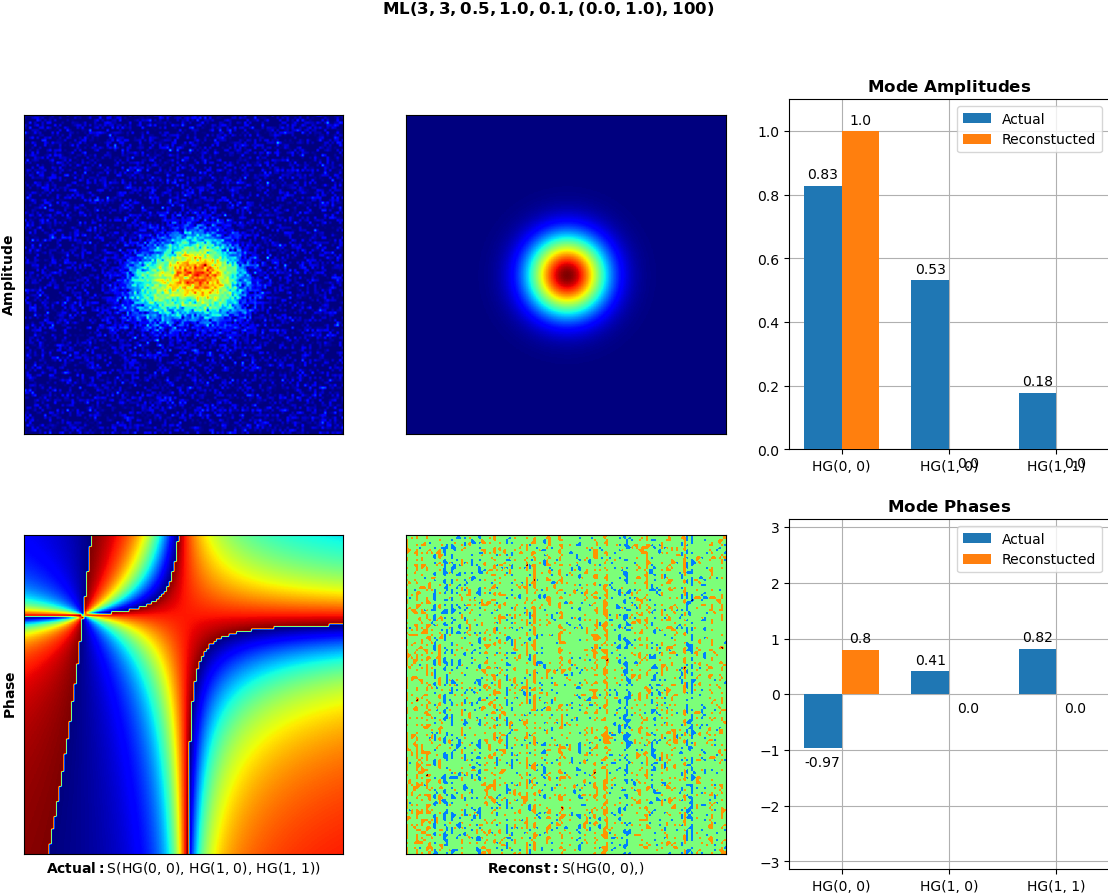 ML(3, 3, 0.5, 1.0, 0.1, (0.0, 1.0), 100)
Amplitude
Mode Amplitudes
Actual
Reconstucted
1.0
0.8
0.6
0.4
0.2
0.0
0.83
1.0
0.53
0.0
0.18
0.0
HG(0, 0) HG(1, 0) HG(1, 1)
Phase
Actual: S(HG(0, 0), HG(1, 0), HG(1, 1))
Reconst: S(HG(0, 0),)
Mode Phases
Actual
Reconstucted
3
2
1
0
−1
−2
−3
-0.97
0.8
0.41
0.0
0.82
0.0
HG(0, 0) HG(1, 0) HG(1, 1)